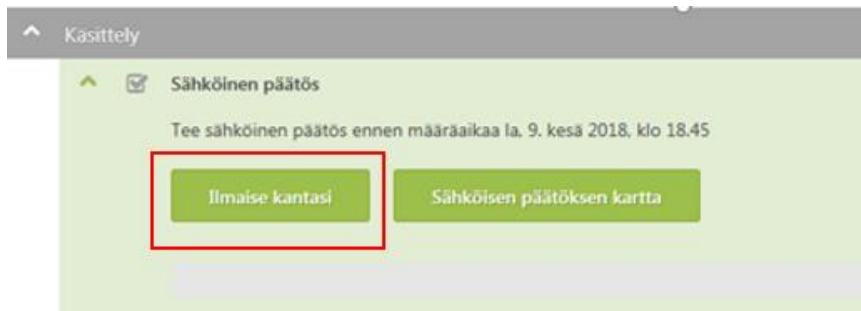 Käsittely
Sähköinen päätös
Tee sähköinen päätös ennen määräaikaa la, 9. kesä 2018, klo 18.45
Ilmaise kantasi
Sähköisen päätöksen kartta